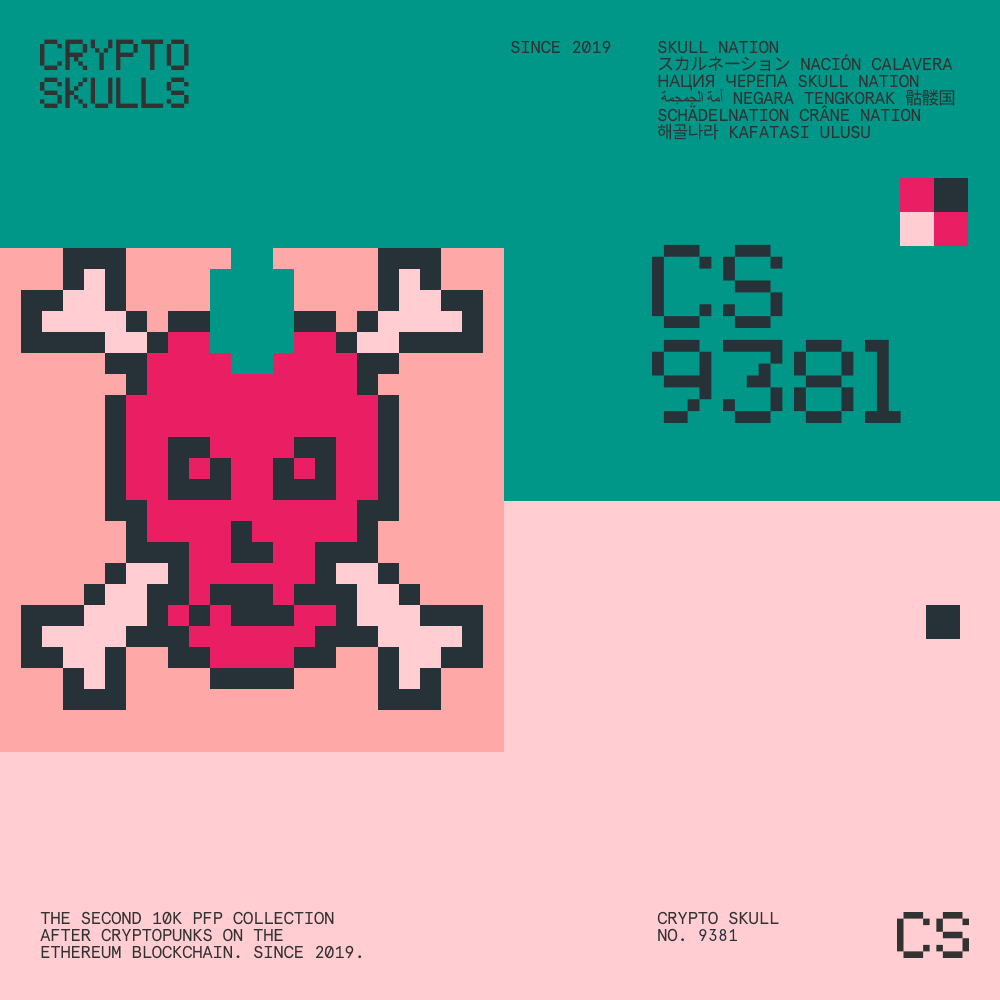 CRYPTO
SKULLS
SINCE 2019
SKULL NATION
スカルネーション NACIÓN CALAVERA
НАЦИЯ ЧЕРЕПА SKULL NATION
أمة الجمجمة NEGARA TENGKORAK 骷髅国
SCHÄDELNATION CRÂNE NATION
해골나라 KAFATASI ULUSU
CS
9381
THE SECOND 10K PFP COLLECTION
AFTER CRYPTOPUNKS ON THE
ETHEREUM BLOCKCHAIN. SINCE 2019.
CRYPTO SKULL
NO. 9381
CS